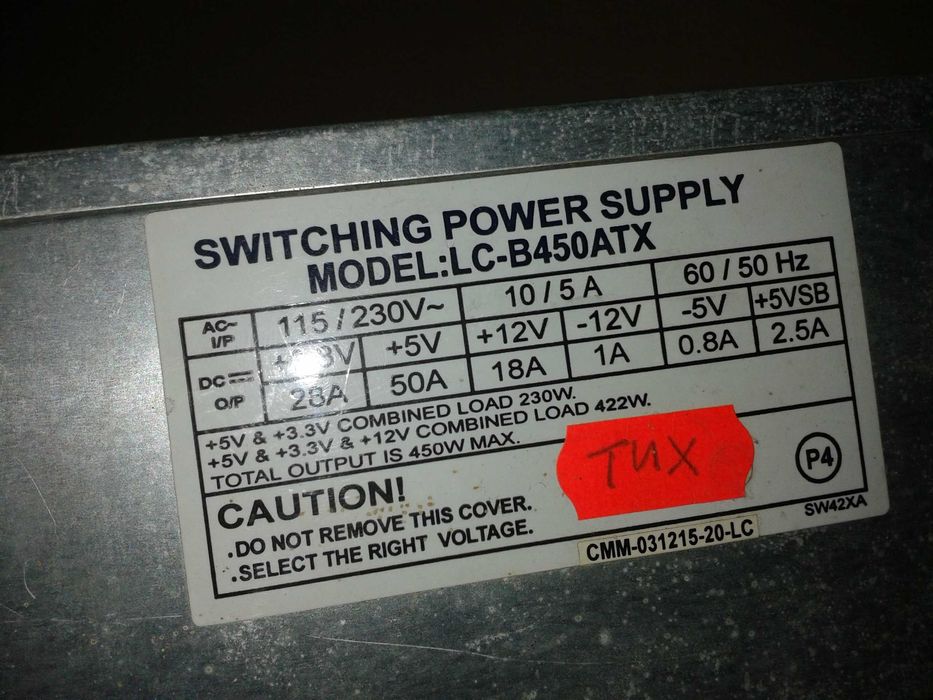 SWITCHING POWER SUPPLY
MODEL:LC-B450ATX
AC~ I/P 115 / 230V~ 10 / 5 A 60 / 50 Hz
DC O/P +5V +12V -12V -5V +5VSB
28A 50A 18A 1A 0.8A 2.5A
+5V & +3.3V COMBINED LOAD 230W.
+5V & +3.3V & +12V COMBINED LOAD 422W.
TOTAL OUTPUT IS 450W MAX.
TUX
P4
CAUTION!
.DO NOT REMOVE THIS COVER.
.SELECT THE RIGHT VOLTAGE.
SW42XA
CMM-031215-20-LC